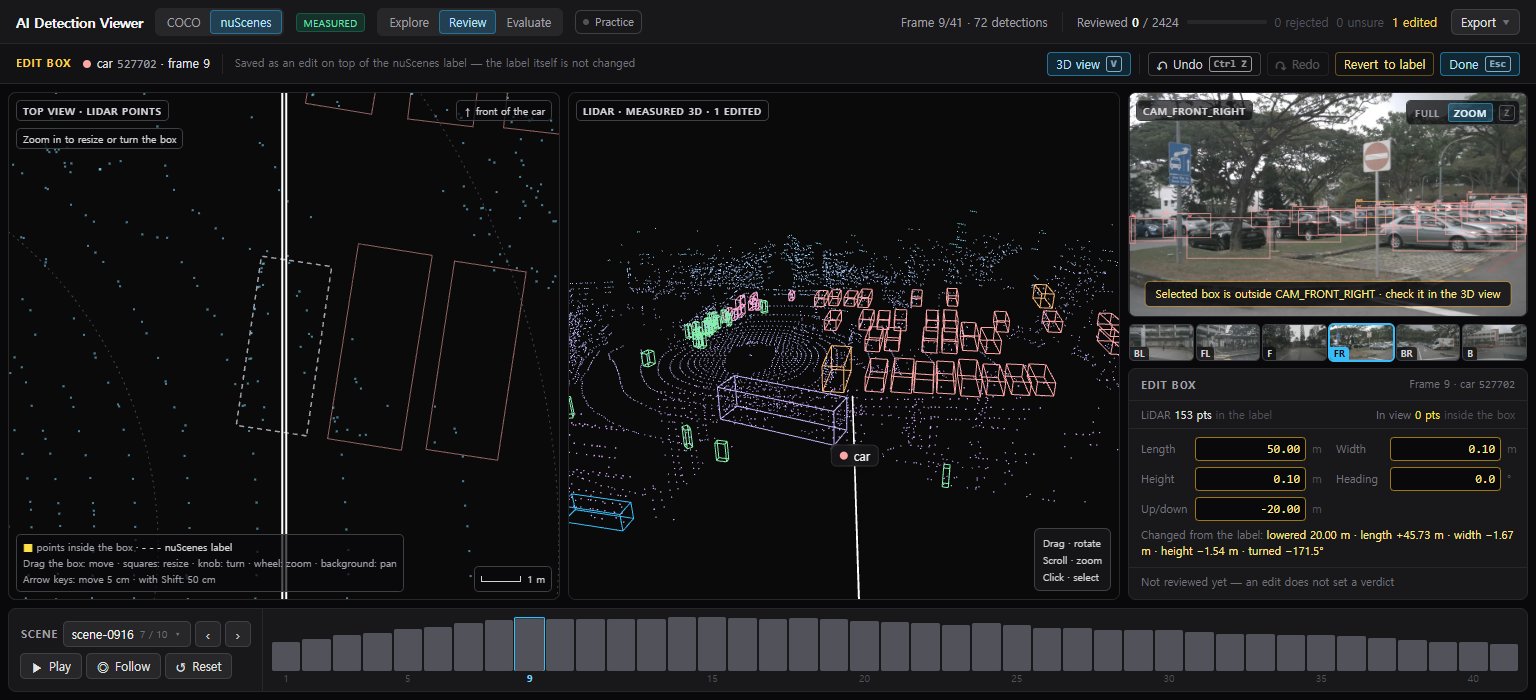 AI Detection Viewer COCO nuScenes MEASURED Explore Review Evaluate Practice Frame 9/41 · 72 detections Reviewed 0 / 2424 0 rejected 0 unsure 1 edited Export
EDIT BOX car 527702 · frame 9 Saved as an edit on top of the nuScenes label — the label itself is not changed 3D view V Undo Ctrl Z Redo Revert to label Done Esc
TOP VIEW · LIDAR POINTS
↑ front of the car
Zoom in to resize or turn the box
points inside the box · - - - nuScenes label
Drag the box: move · squares: resize · knob: turn · wheel: zoom · background: pan
Arrow keys: move 5 cm · with Shift 50 cm
1 m
LIDAR · MEASURED 3D · 1 EDITED
car
Drag · rotate
Scroll · zoom
Click · select
CAM_FRONT_RIGHT
FULL ZOOM Z
Selected box is outside CAM_FRONT_RIGHT · check it in the 3D view
BL FL F FR BR B
EDIT BOX Frame 9 · car 527702
LiDAR 153 pts in the label In view 0 pts inside the box
Length 50.00 m Width 0.10 m
Height 0.10 m Heading 0.0 °
Up/down -20.00 m
Changed from the label: lowered 20.00 m · length +45.73 m · width −1.67
m · height −1.54 m · turned −171.5°
Not reviewed yet — an edit does not set a verdict
SCENE scene-0916 7 / 10 ‹ ›
Play Follow Reset
1 5 9 15 20 25 30 35 40